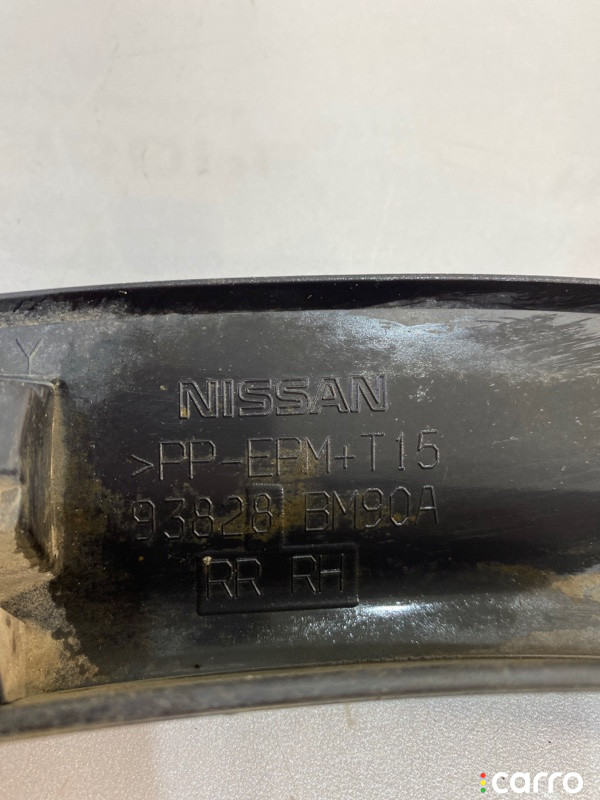 Y
NISSAN
>PP-EPM+T15
93828 BM90A
RR RH
carro